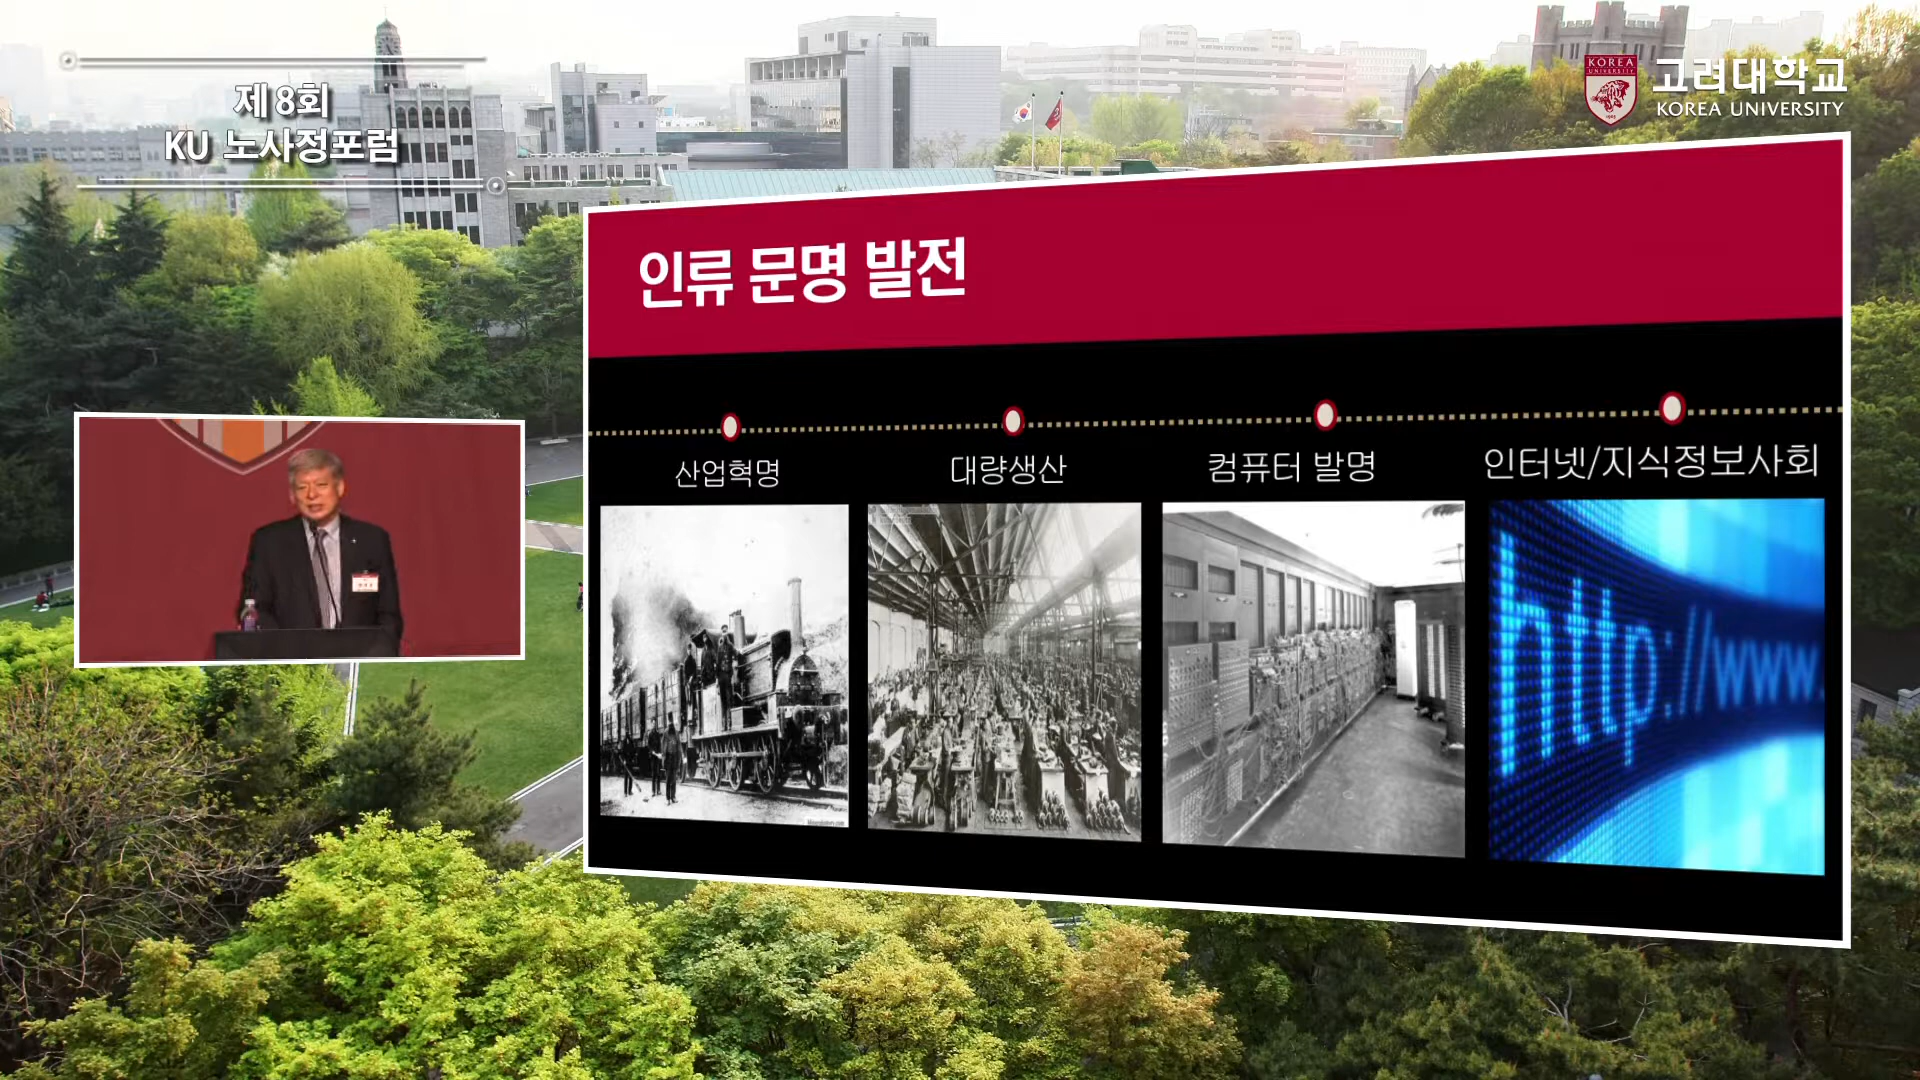 제 8회
KU 노사정포럼
KOREA
UNIVERSITY
고려대학교
KOREA UNIVERSITY
인류 문명 발전
산업혁명
대량생산
컴퓨터 발명
인터넷/지식정보사회
http://www.